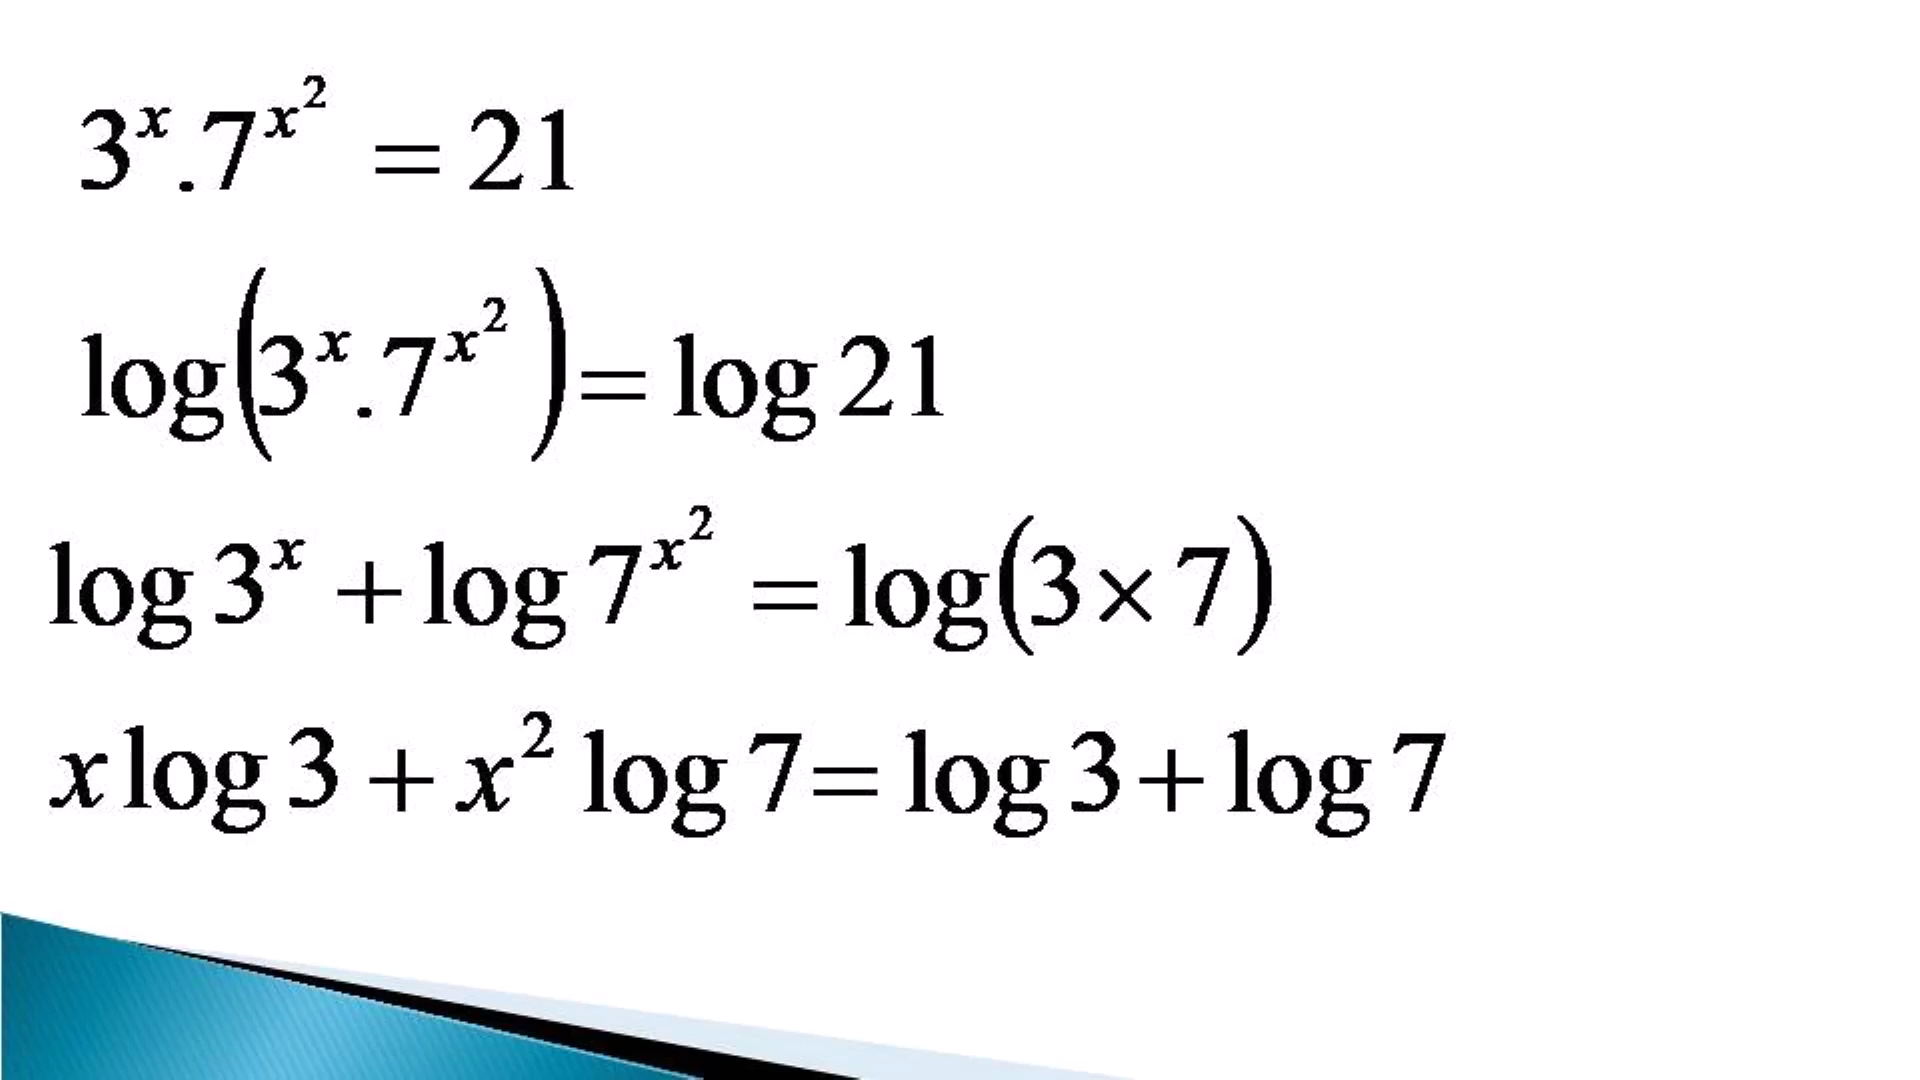 3^x . 7^{x^2} = 21
log(3^x . 7^{x^2}) = log 21
log 3^x + log 7^{x^2} = log(3 × 7)
x log 3 + x^2 log 7 = log 3 + log 7